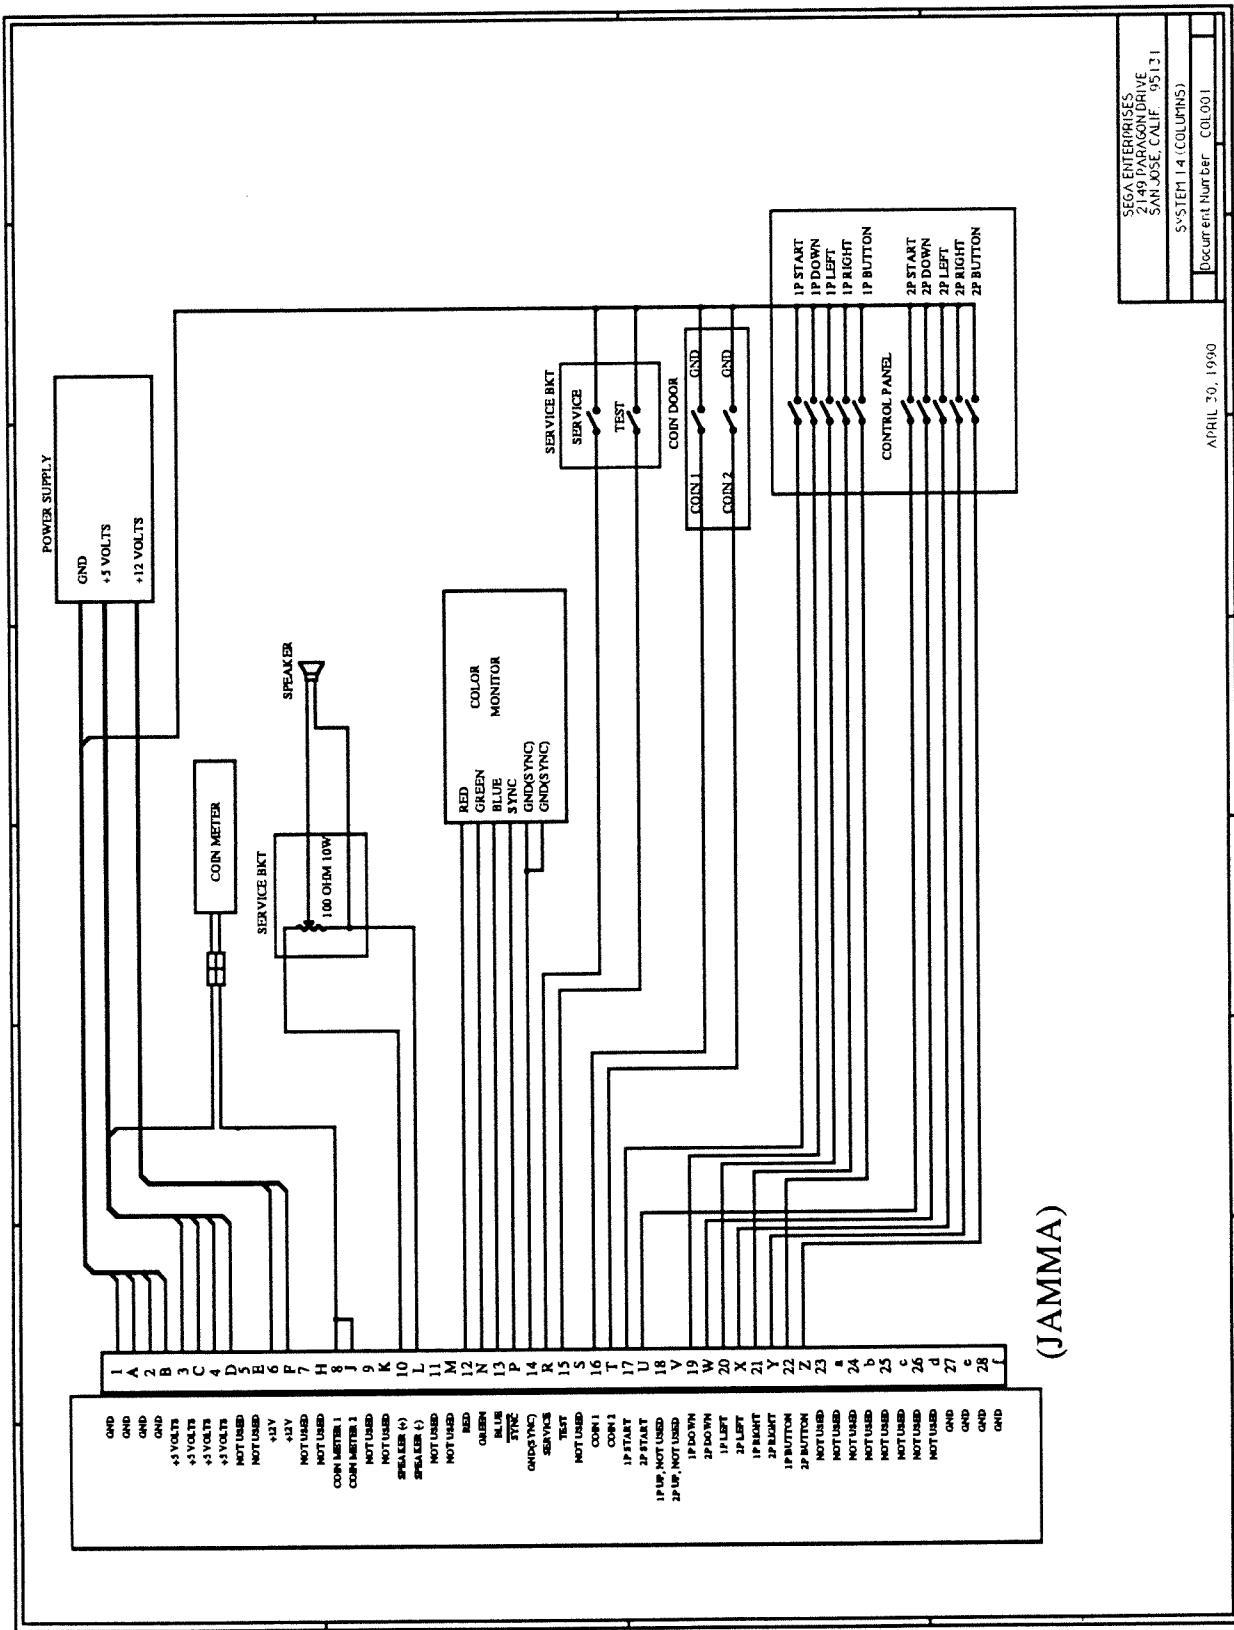 SEGA ENTERPRISES
2149 PARAGON DRIVE
SAN JOSE, CALIF. 95131
SYSTEM 14 (COLUMNS)
Document Number COL001
APRIL 30, 1990
POWER SUPPLY
GND
+5 VOLTS
+12 VOLTS
COIN METER
SPEAKER
SERVICE BKT
100 OHM 10W
COLOR
MONITOR
RED
GREEN
BLUE
SYNC
GND(SYNC)
GND(SYNC)
SERVICE BKT
SERVICE
TEST
COIN DOOR
COIN 1
GND
COIN 2
GND
CONTROL PANEL
1P START
1P DOWN
1P LEFT
1P RIGHT
1P BUTTON
2P START
2P DOWN
2P LEFT
2P RIGHT
2P BUTTON
GND 1
GND A
GND 2
GND B
+5 VOLTS 3
+5 VOLTS C
+5 VOLTS 4
+5 VOLTS D
NOT USED 5
NOT USED E
+12V 6
+12V F
NOT USED 7
NOT USED H
COIN METER 1 8
COIN METER 2 J
NOT USED 9
NOT USED K
SPEAKER (+) 10
SPEAKER (-) L
NOT USED 11
NOT USED M
RED 12
GREEN N
BLUE 13
SYNC P
GND(SYNC) 14
SERVICE R
TEST 15
NOT USED S
COIN 1 16
COIN 2 T
1P START 17
2P START U
1P UP, NOT USED 18
2P UP, NOT USED V
1P DOWN 19
2P DOWN W
1P LEFT 20
2P LEFT X
1P RIGHT 21
2P RIGHT Y
1P BUTTON 22
2P BUTTON Z
NOT USED 23
NOT USED a
NOT USED 24
NOT USED b
NOT USED 25
NOT USED c
NOT USED 26
NOT USED d
GND 27
GND e
GND 28
GND f
(JAMMA)